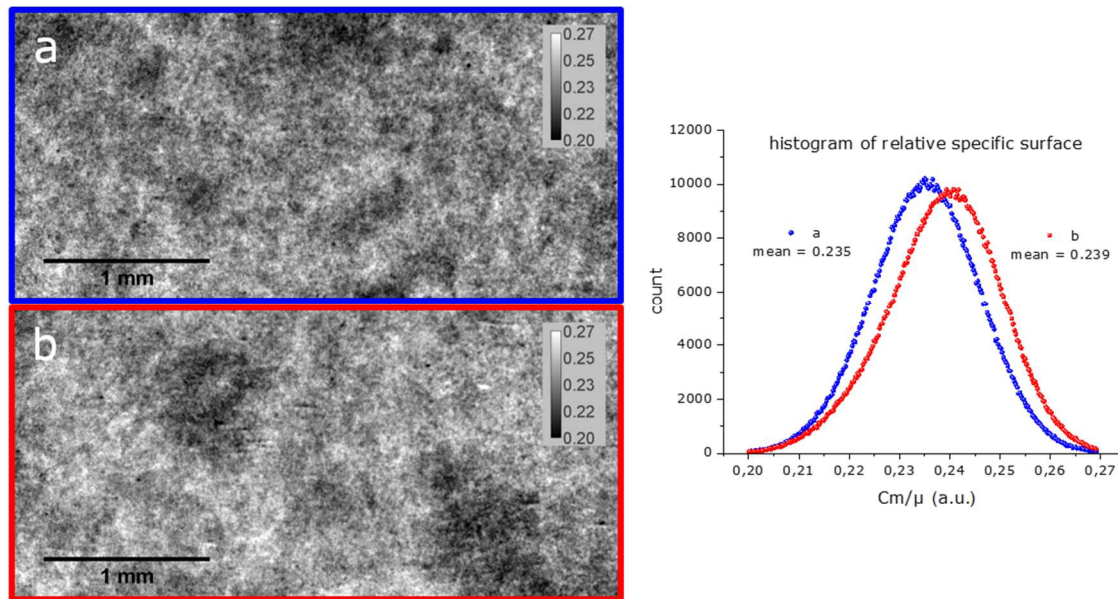 a
0.27
0.25
0.23
0.22
0.20
1 mm
b
0.27
0.25
0.23
0.22
0.20
1 mm
histogram of relative specific surface
12000
10000
8000
6000
4000
2000
0
count
a
mean = 0.235
b
mean = 0.239
0,20 0,21 0,22 0,23 0,24 0,25 0,26 0,27
Cm/μ (a.u.)